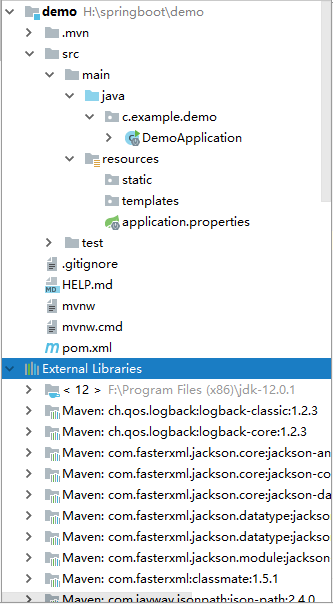 demo H:\springboot\demo
.mvn
src
main
java
c.example.demo
DemoApplication
resources
static
templates
application.properties
test
.gitignore
HELP.md
mvnw
mvnw.cmd
pom.xml
External Libraries
< 12 > F:\Program Files (x86)\jdk-12.0.1
Maven: ch.qos.logback:logback-classic:1.2.3
Maven: ch.qos.logback:logback-core:1.2.3
Maven: com.fasterxml.jackson.core:jackson-an
Maven: com.fasterxml.jackson.core:jackson-co
Maven: com.fasterxml.jackson.core:jackson-da
Maven: com.fasterxml.jackson.datatype:jackso
Maven: com.fasterxml.jackson.datatype:jackso
Maven: com.fasterxml.jackson.module:jackson
Maven: com.fasterxml:classmate:1.5.1
Maven: com.jayway.jsonpath:json-path:2.4.0